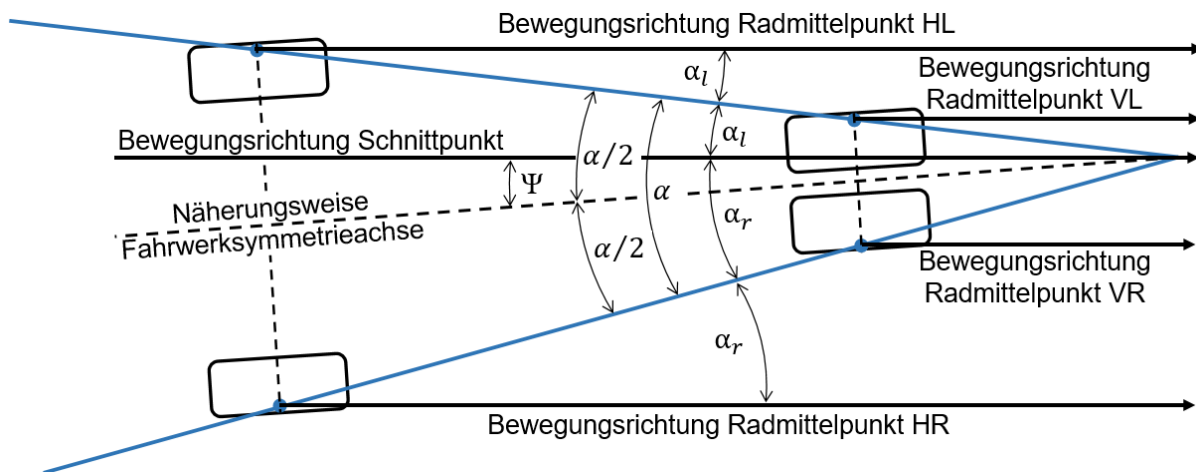 Bewegungsrichtung Radmittelpunkt HL
α_l
Bewegungsrichtung
Radmittelpunkt VL
Bewegungsrichtung Schnittpunkt
α/2
α_l
Ψ
α
α_r
Näherungsweise
Fahrwerksymmetrieachse
α/2
Bewegungsrichtung
Radmittelpunkt VR
α_r
Bewegungsrichtung Radmittelpunkt HR